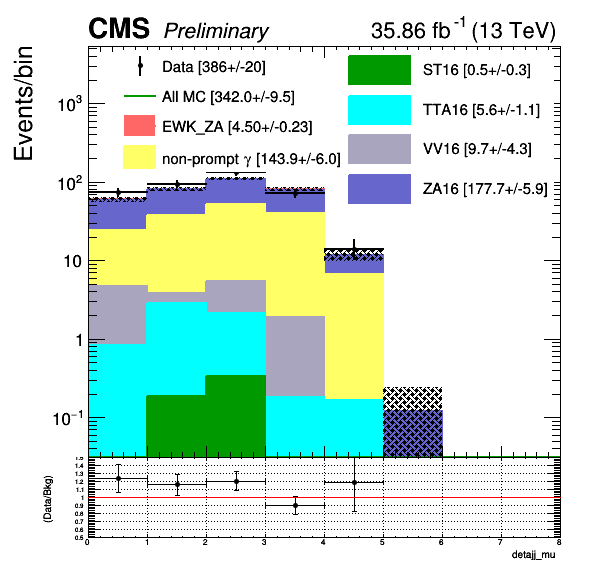 CMS Preliminary 35.86 fb⁻¹ (13 TeV)
Events/bin
Data [386+/-20]
All MC [342.0+/-9.5]
EWK_ZA [4.50+/-0.23]
non-prompt γ [143.9+/-6.0]
ST16 [0.5+/-0.3]
TTA16 [5.6+/-1.1]
VV16 [9.7+/-4.3]
ZA16 [177.7+/-5.9]
10³
10²
10
1
10⁻¹
(Data/Bkg)
1.5
1.4
1.3
1.2
1.1
1
0.9
0.8
0.7
0.6
0.5
0 1 2 3 4 5 6 7 8
detajj_mu